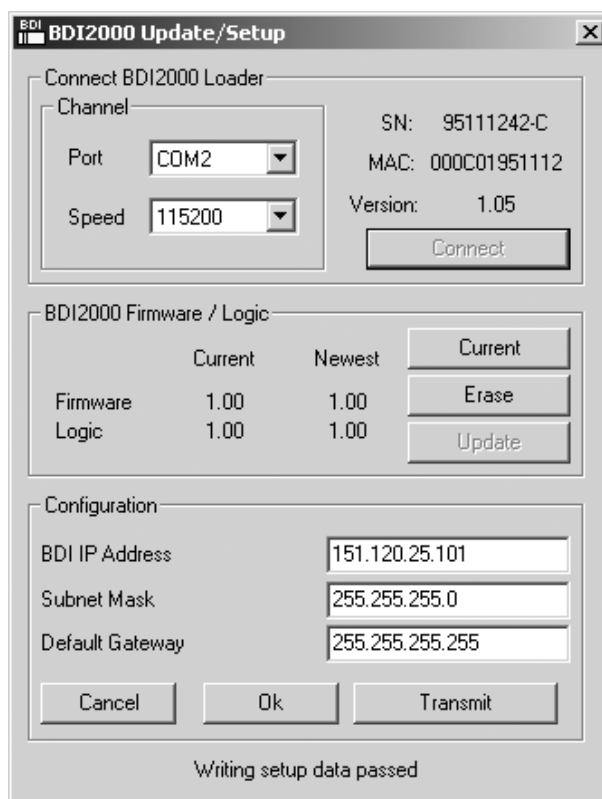 BDI BDI2000 Update/Setup
Connect BDI2000 Loader
Channel
Port COM2
Speed 115200
SN: 95111242-C
MAC: 000C01951112
Version: 1.05
Connect
BDI2000 Firmware / Logic
Current Newest
Firmware 1.00 1.00
Logic 1.00 1.00
Current
Erase
Update
Configuration
BDI IP Address 151.120.25.101
Subnet Mask 255.255.255.0
Default Gateway 255.255.255.255
Cancel Ok Transmit
Writing setup data passed